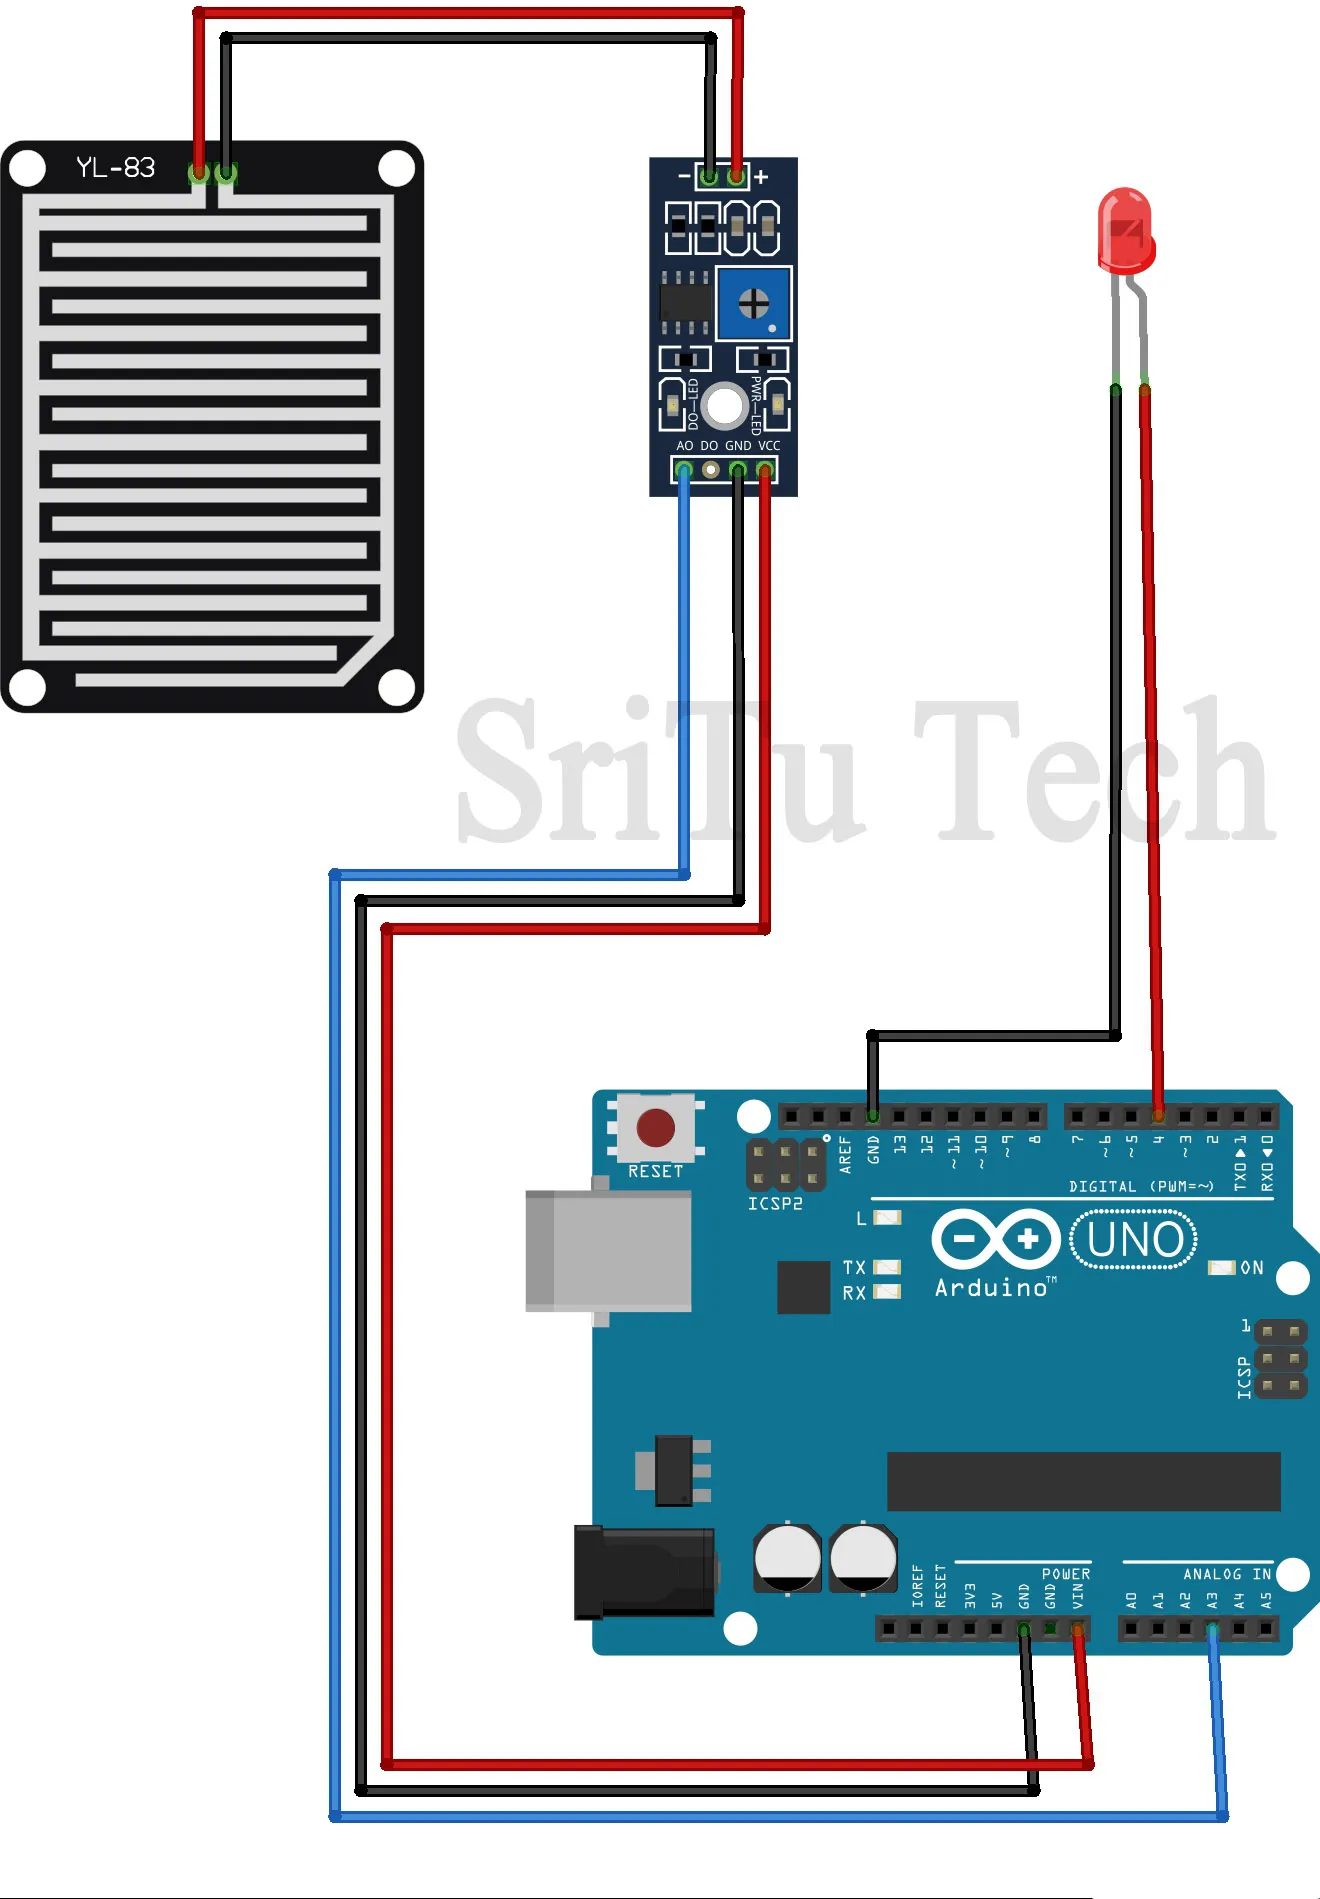 YL-83
- +
DO-LED
PWR-LED
AO DO GND VCC
SriTu Tech
RESET
ICSP2
AREF
GND
13
12
~11
~10
~9
8
7
~6
~5
4
~3
2
TX0▶1
RX0◀0
DIGITAL (PWM=~)
L
TX
RX
Arduino™
UNO
ON
1
ICSP
IOREF
RESET
3V3
5V
GND
GND
VIN
POWER
ANALOG IN
A0
A1
A2
A3
A4
A5